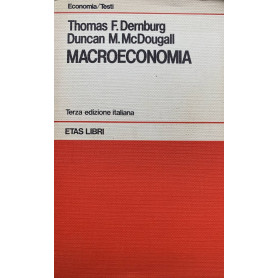 Economia/Testi
Thomas F. Dernburg
Duncan M. McDougall
MACROECONOMIA
Terza edizione italiana
ETAS LIBRI